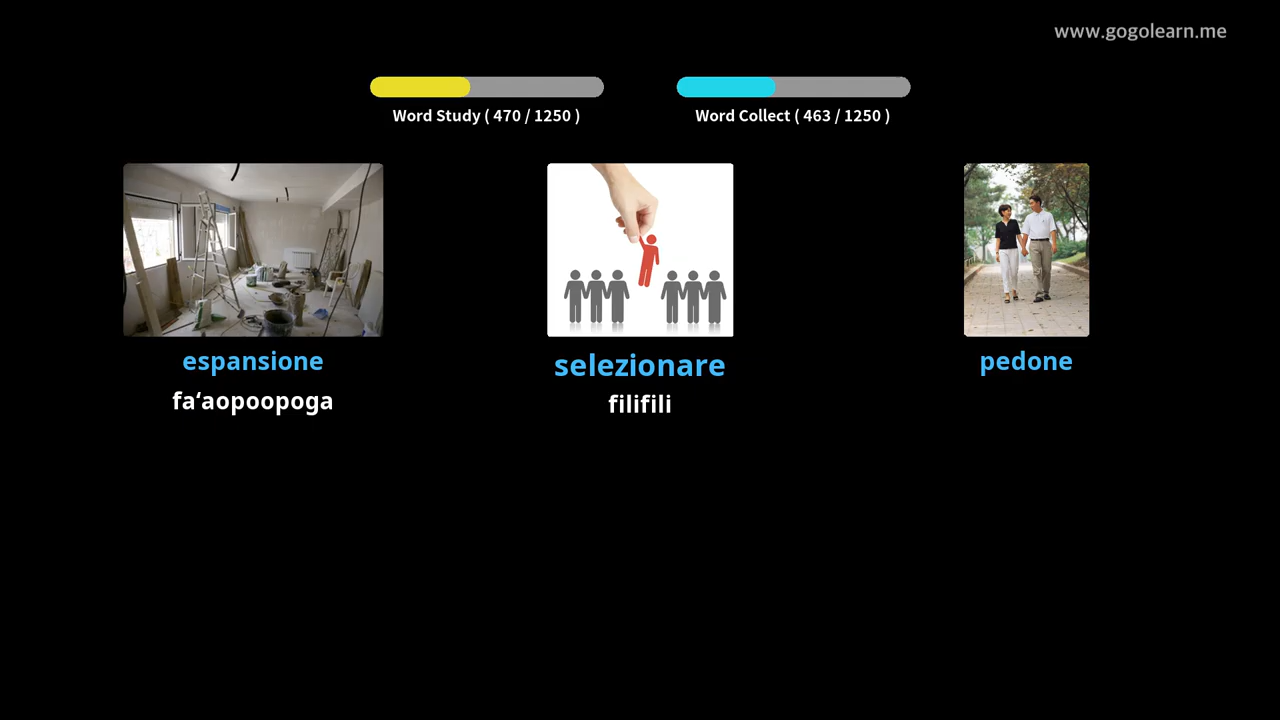 www.gogolearn.me
Word Study ( 470 / 1250 )
Word Collect ( 463 / 1250 )
espansione
fa‘aopoopoga
selezionare
filifili
pedone